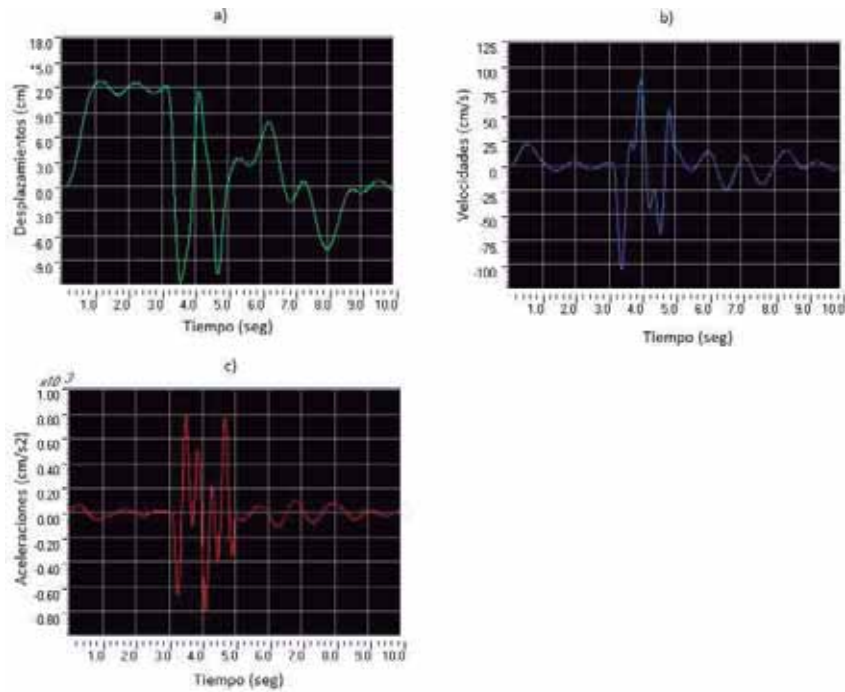 a)
18.0
15.0
2.0
9.0
6.0
3.0
0.0
3.0
-6.0
-9.0
Desplazamientos (cm)
1.0 2.0 3.0 4.0 5.0 6.0 7.0 8.0 9.0 10.0
Tiempo (seg)
b)
125.
100
75
50
25
0.
-25
-50
-75.
-100
Velocidades (cm/s)
1.0 2.0 3.0 4.0 5.0 6.0 7.0 8.0 9.0 10.0
Tiempo (seg)
c)
x10 3
1.00
0.80
0.60
0.40
0.20
0.00
-0.20
-0.40
-0.60
-0.80
Aceleraciones (cm/s2)
1.0 2.0 3.0 4.0 5.0 6.0 7.0 8.0 9.0 10.0
Tiempo (seg)